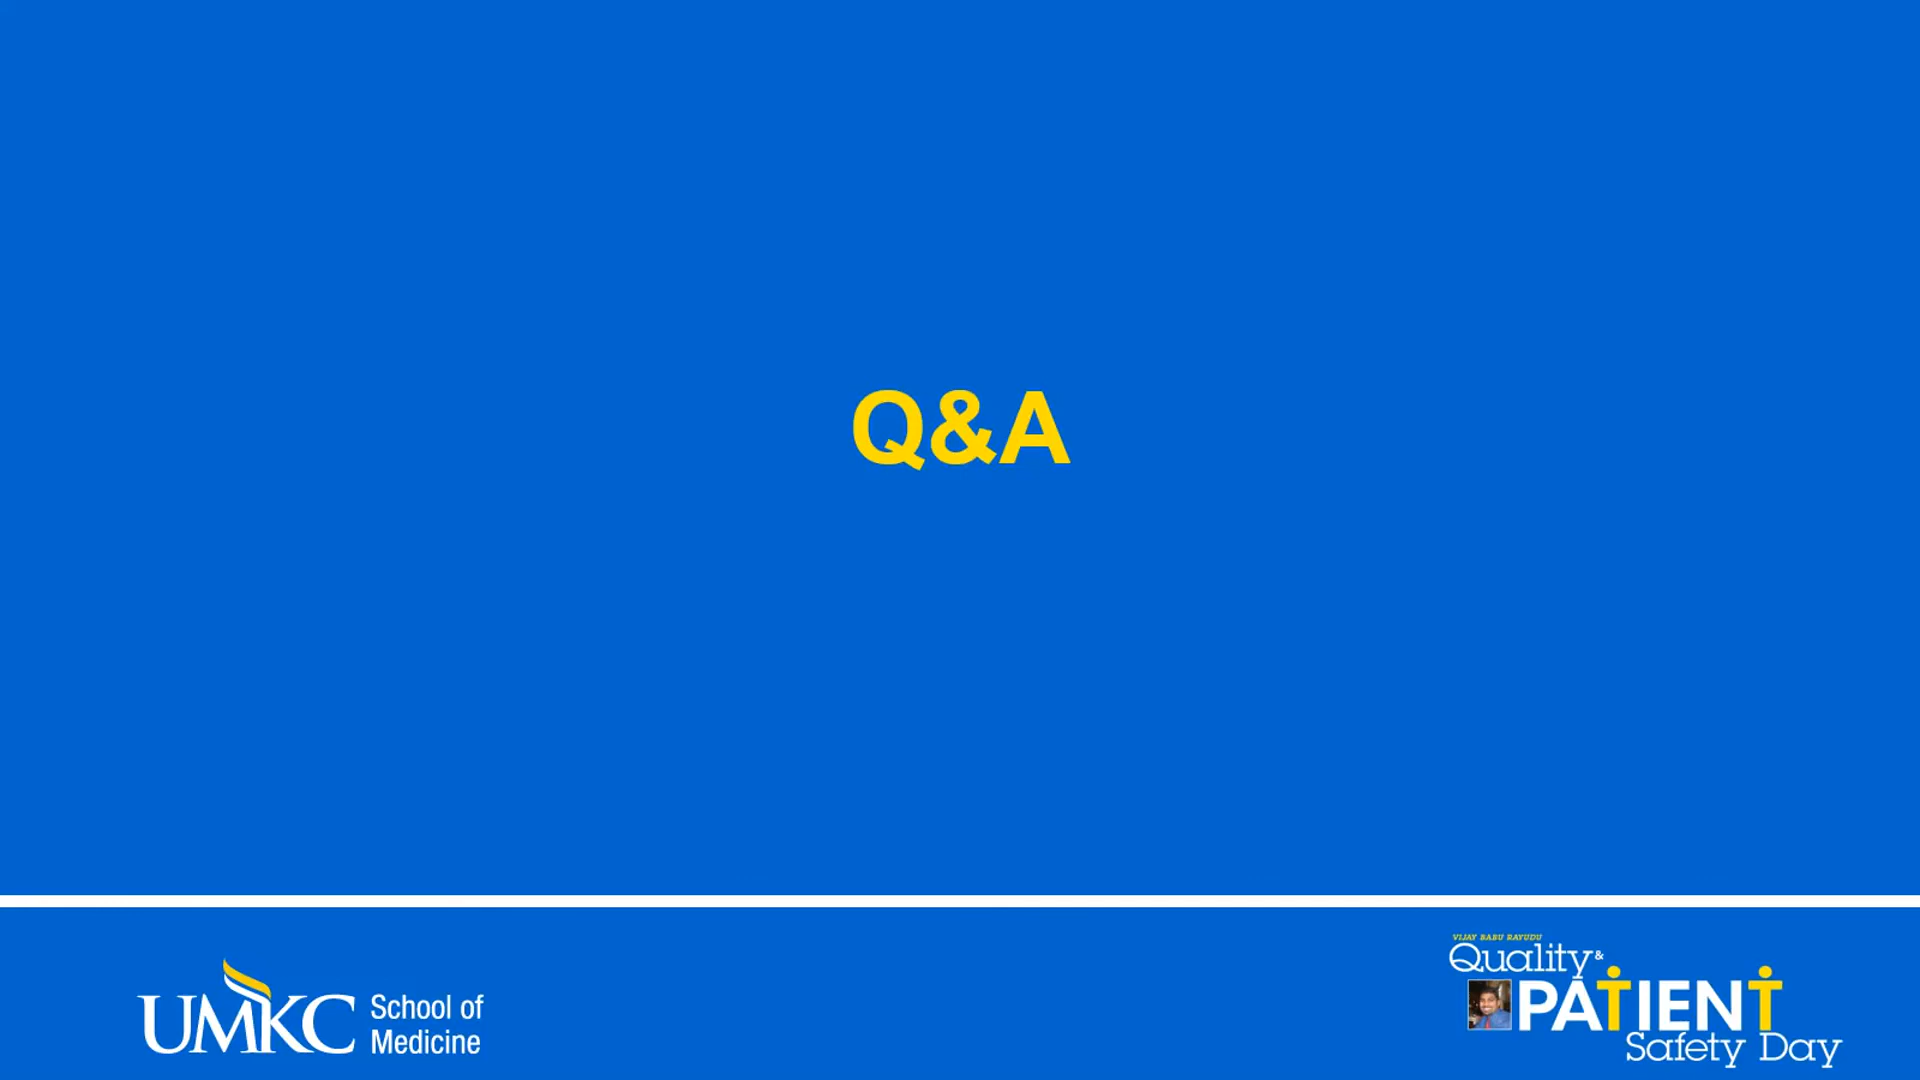 Q&A
UMKC School of
Medicine
VIJAY BABU RAYUDU
Quality &
PATIENT
Safety Day